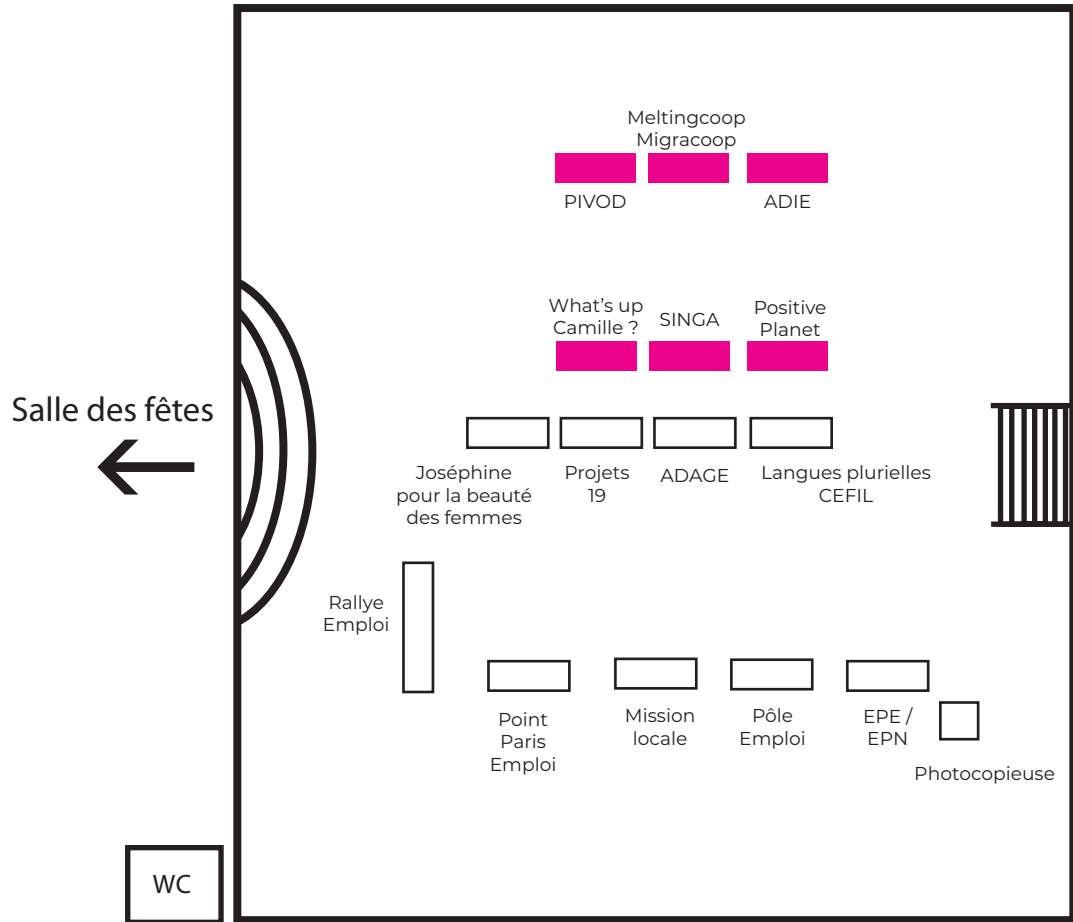 Meltingcoop
Migracoop
PIVOD
ADIE
What's up
Camille ?
SINGA
Positive
Planet
Salle des fêtes
Joséphine
pour la beauté
des femmes
Projets
19
ADAGE
Langues plurielles
CEFIL
Rallye
Emploi
Point
Paris
Emploi
Mission
locale
Pôle
Emploi
EPE /
EPN
Photocopieuse
WC